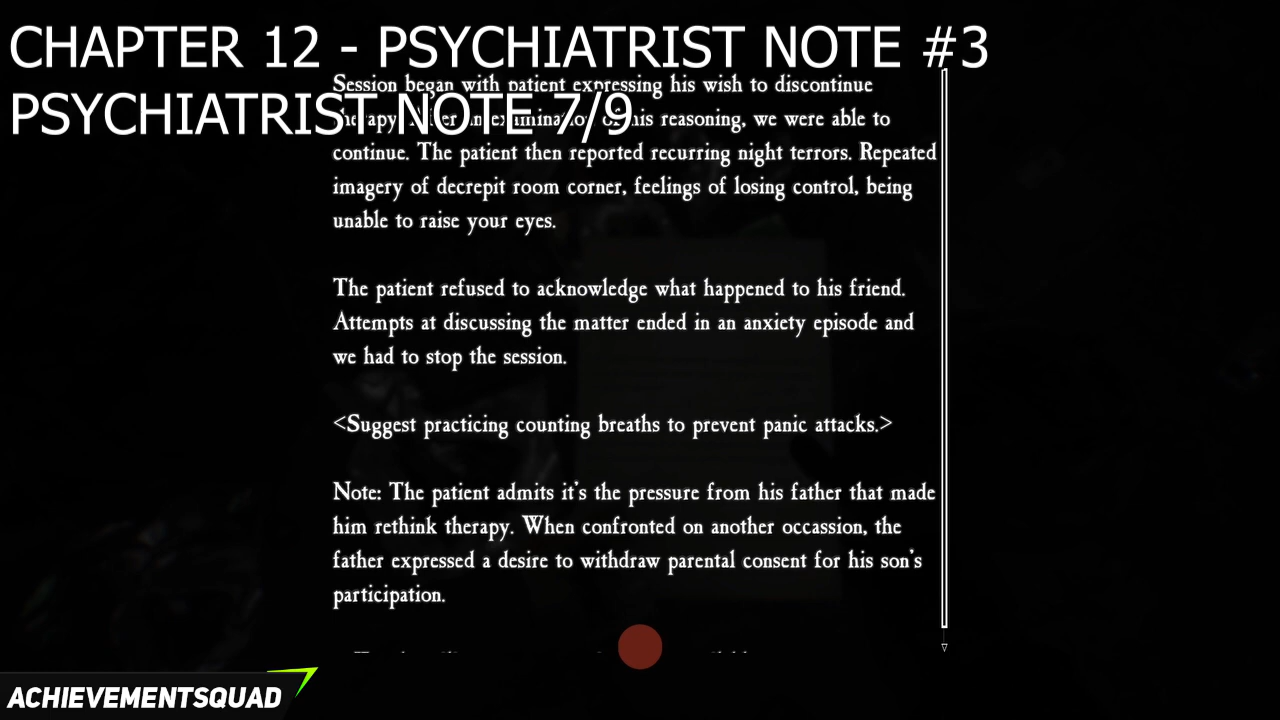 CHAPTER 12 - PSYCHIATRIST NOTE #3
PSYCHIATRIST NOTE 7/9
Session began with patient expressing his wish to discontinue
therapy. After an examination of his reasoning, we were able to
continue. The patient then reported recurring night terrors. Repeated
imagery of decrepit room corner, feelings of losing control, being
unable to raise your eyes.
The patient refused to acknowledge what happened to his friend.
Attempts at discussing the matter ended in an anxiety episode and
we had to stop the session.
<Suggest practicing counting breaths to prevent panic attacks.>
Note: The patient admits it's the pressure from his father that made
him rethink therapy. When confronted on another occassion, the
father expressed a desire to withdraw parental consent for his son's
participation.
ACHIEVEMENTSQUAD